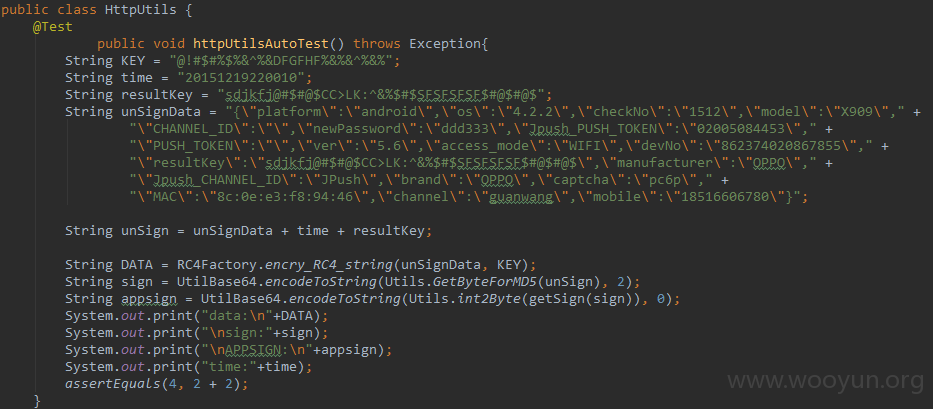 public class HttpUtils {
@Test
public void httpUtilsAutoTest() throws Exception{
String KEY = "@!#$#%$%&^%&DFGFHF%&%&^%&%";
String time = "20151219220010";
String resultKey = "sdjkfj@#$#@$CC>LK:^&%$#$SFSFSFSF$#@$#@$";
String unSignData = "{\"platform\":\"android\",\"os\":\"4.2.2\",\"checkNo\":\"1512\",\"model\":\"X909\"," +
"\"CHANNEL_ID\":\"\",\"newPassword\":\"ddd333\",\"Jpush_PUSH_TOKEN\":\"02005084453\"," +
"\"PUSH_TOKEN\":\"\",\"ver\":\"5.6\",\"access_mode\":\"WIFI\",\"devNo\":\"862374020867855\"," +
"\"resultKey\":\"sdjkfj@#$#@$CC>LK:^&%$#$SFSFSFSF$#@$#@$\",\"manufacturer\":\"OPPO\"," +
"\"Jpush_CHANNEL_ID\":\"JPush\",\"brand\":\"OPPO\",\"captcha\":\"pc6p\"," +
"\"MAC\":\"8c:0e:e3:f8:94:46\",\"channel\":\"guanwang\",\"mobile\":\"18516606780\"}";
String unSign = unSignData + time + resultKey;
String DATA = RC4Factory.encry_RC4_string(unSignData, KEY);
String sign = UtilBase64.encodeToString(Utils.GetByteForMD5(unSign), 2);
String appsign = UtilBase64.encodeToString(Utils.int2Byte(getSign(sign)), 0);
System.out.print("data:\n"+DATA);
System.out.print("\nsign:"+sign);
System.out.print("\nAPPSIGN:\n"+appsign);
System.out.print("time:"+time);
assertEquals(4, 2 + 2);
}
www.wooyun.org